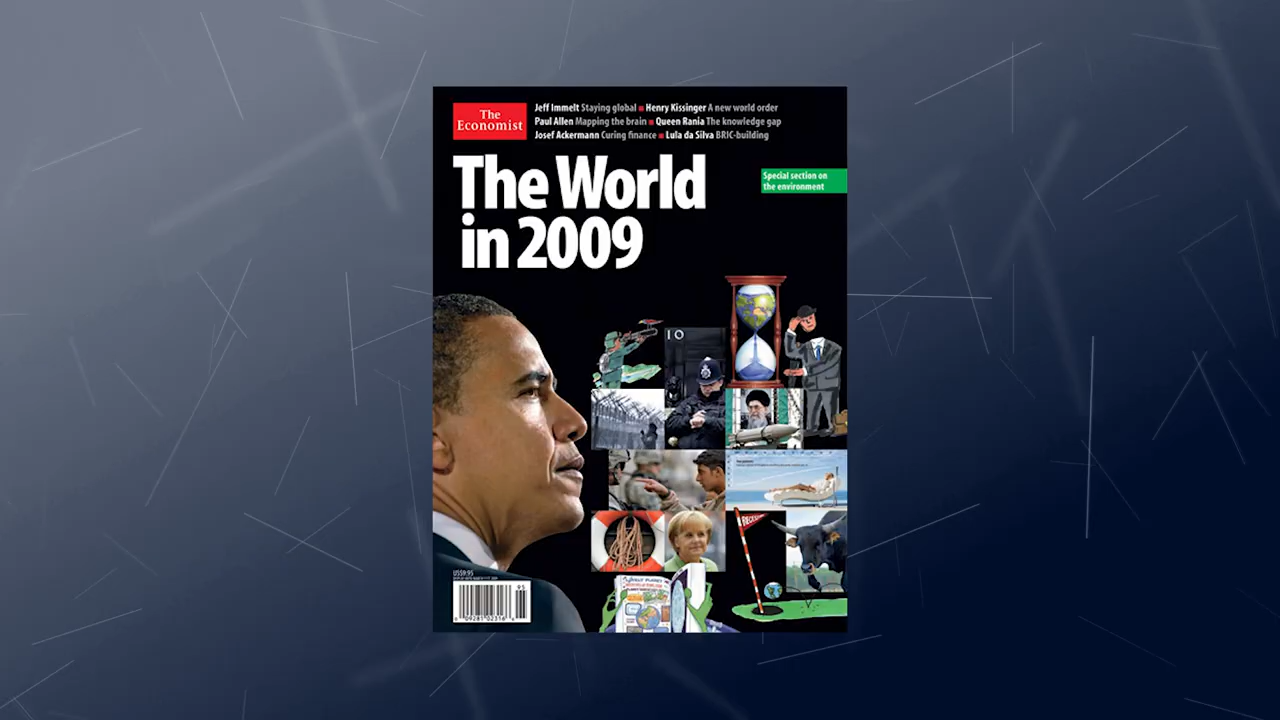 The
Economist
Jeff Immelt Staying global ■ Henry Kissinger A new world order
Paul Allen Mapping the brain ■ Queen Rania The knowledge gap
Josef Ackermann Curing finance ■ Lula da Silva BRIC-building
The World
in 2009
Special section on
the environment
10
RECESS
US$9.95
95